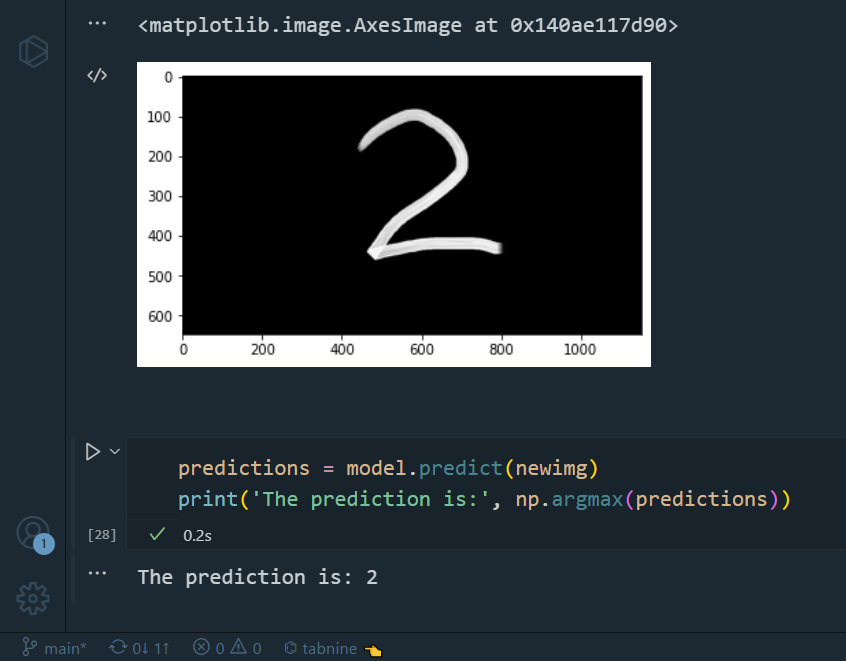 ... <matplotlib.image.AxesImage at 0x140ae117d90>
</>
0
100
200
300
400
500
600
2
0 200 400 600 800 1000
predictions = model.predict(newimg)
print('The prediction is:', np.argmax(predictions))
[28] ✓ 0.2s
1
... The prediction is: 2
main* 0↓ 1↑ 0 0 tabnine